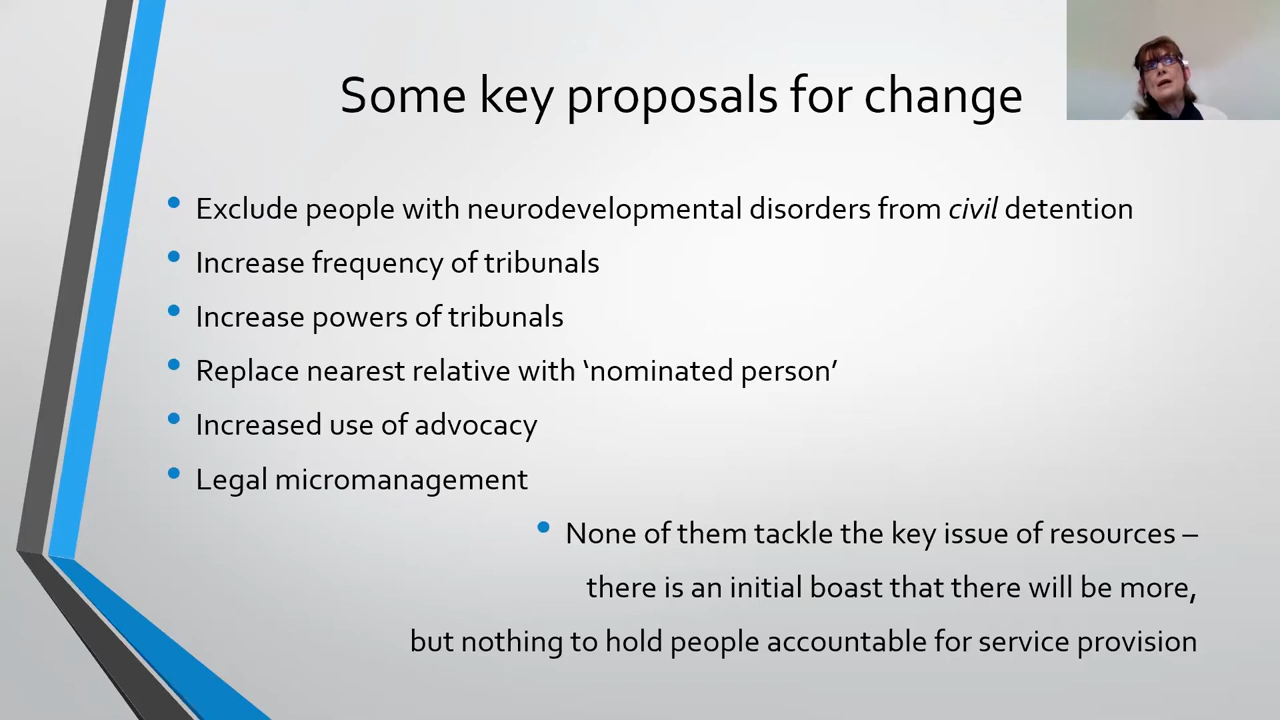 Some key proposals for change
• Exclude people with neurodevelopmental disorders from civil detention
• Increase frequency of tribunals
• Increase powers of tribunals
• Replace nearest relative with ‘nominated person’
• Increased use of advocacy
• Legal micromanagement
• None of them tackle the key issue of resources –
there is an initial boast that there will be more,
but nothing to hold people accountable for service provision